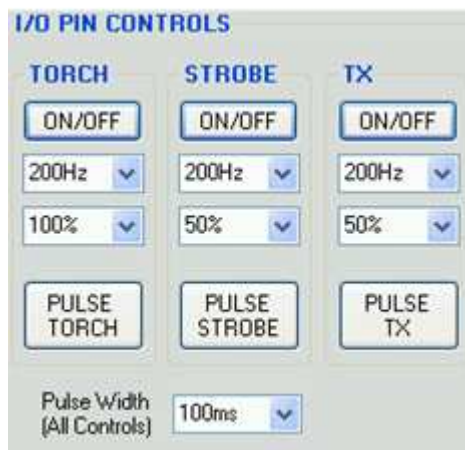 I/O PIN CONTROLS
TORCH STROBE TX
ON/OFF ON/OFF ON/OFF
200Hz 200Hz 200Hz
100% 50% 50%
PULSE PULSE PULSE
TORCH STROBE TX
Pulse Width
(All Controls) 100ms